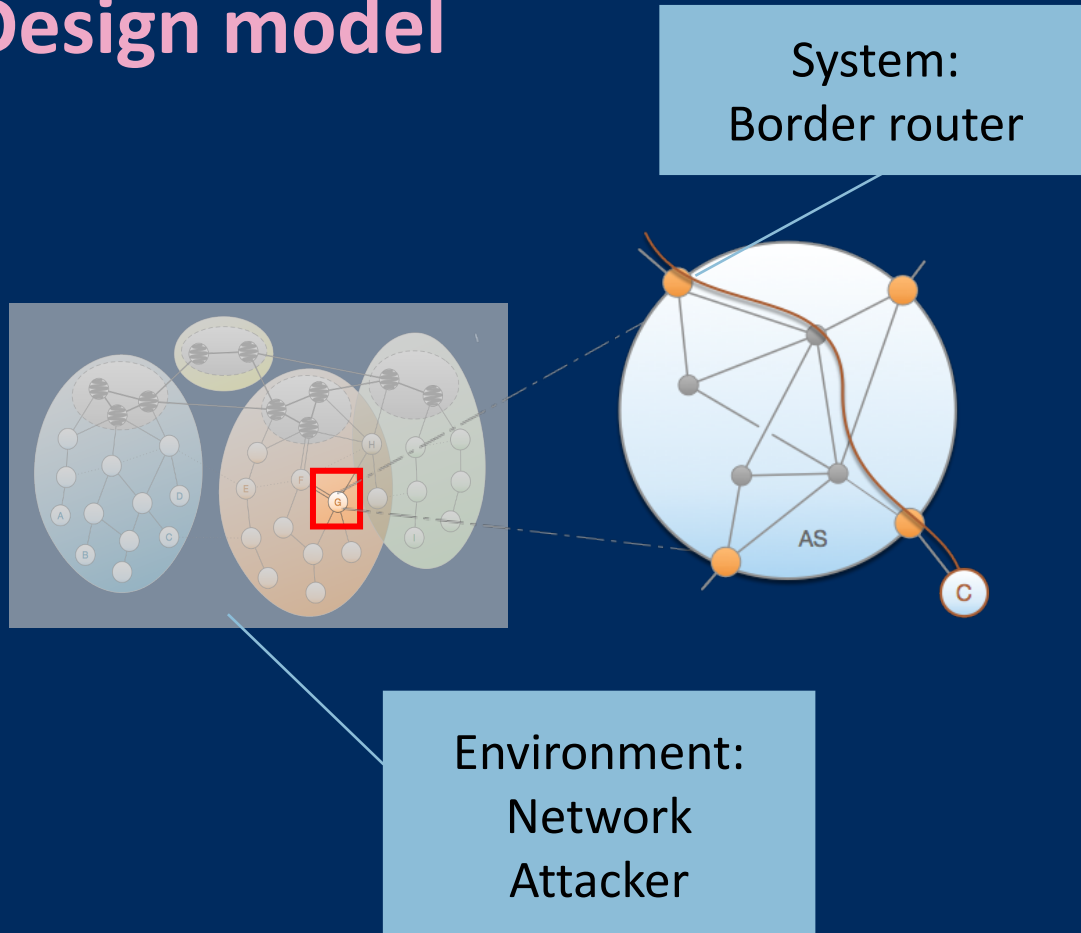 Design model
System:
Border router
H
F
E
G
D
A
C
B
I
AS
C
Environment:
Network
Attacker